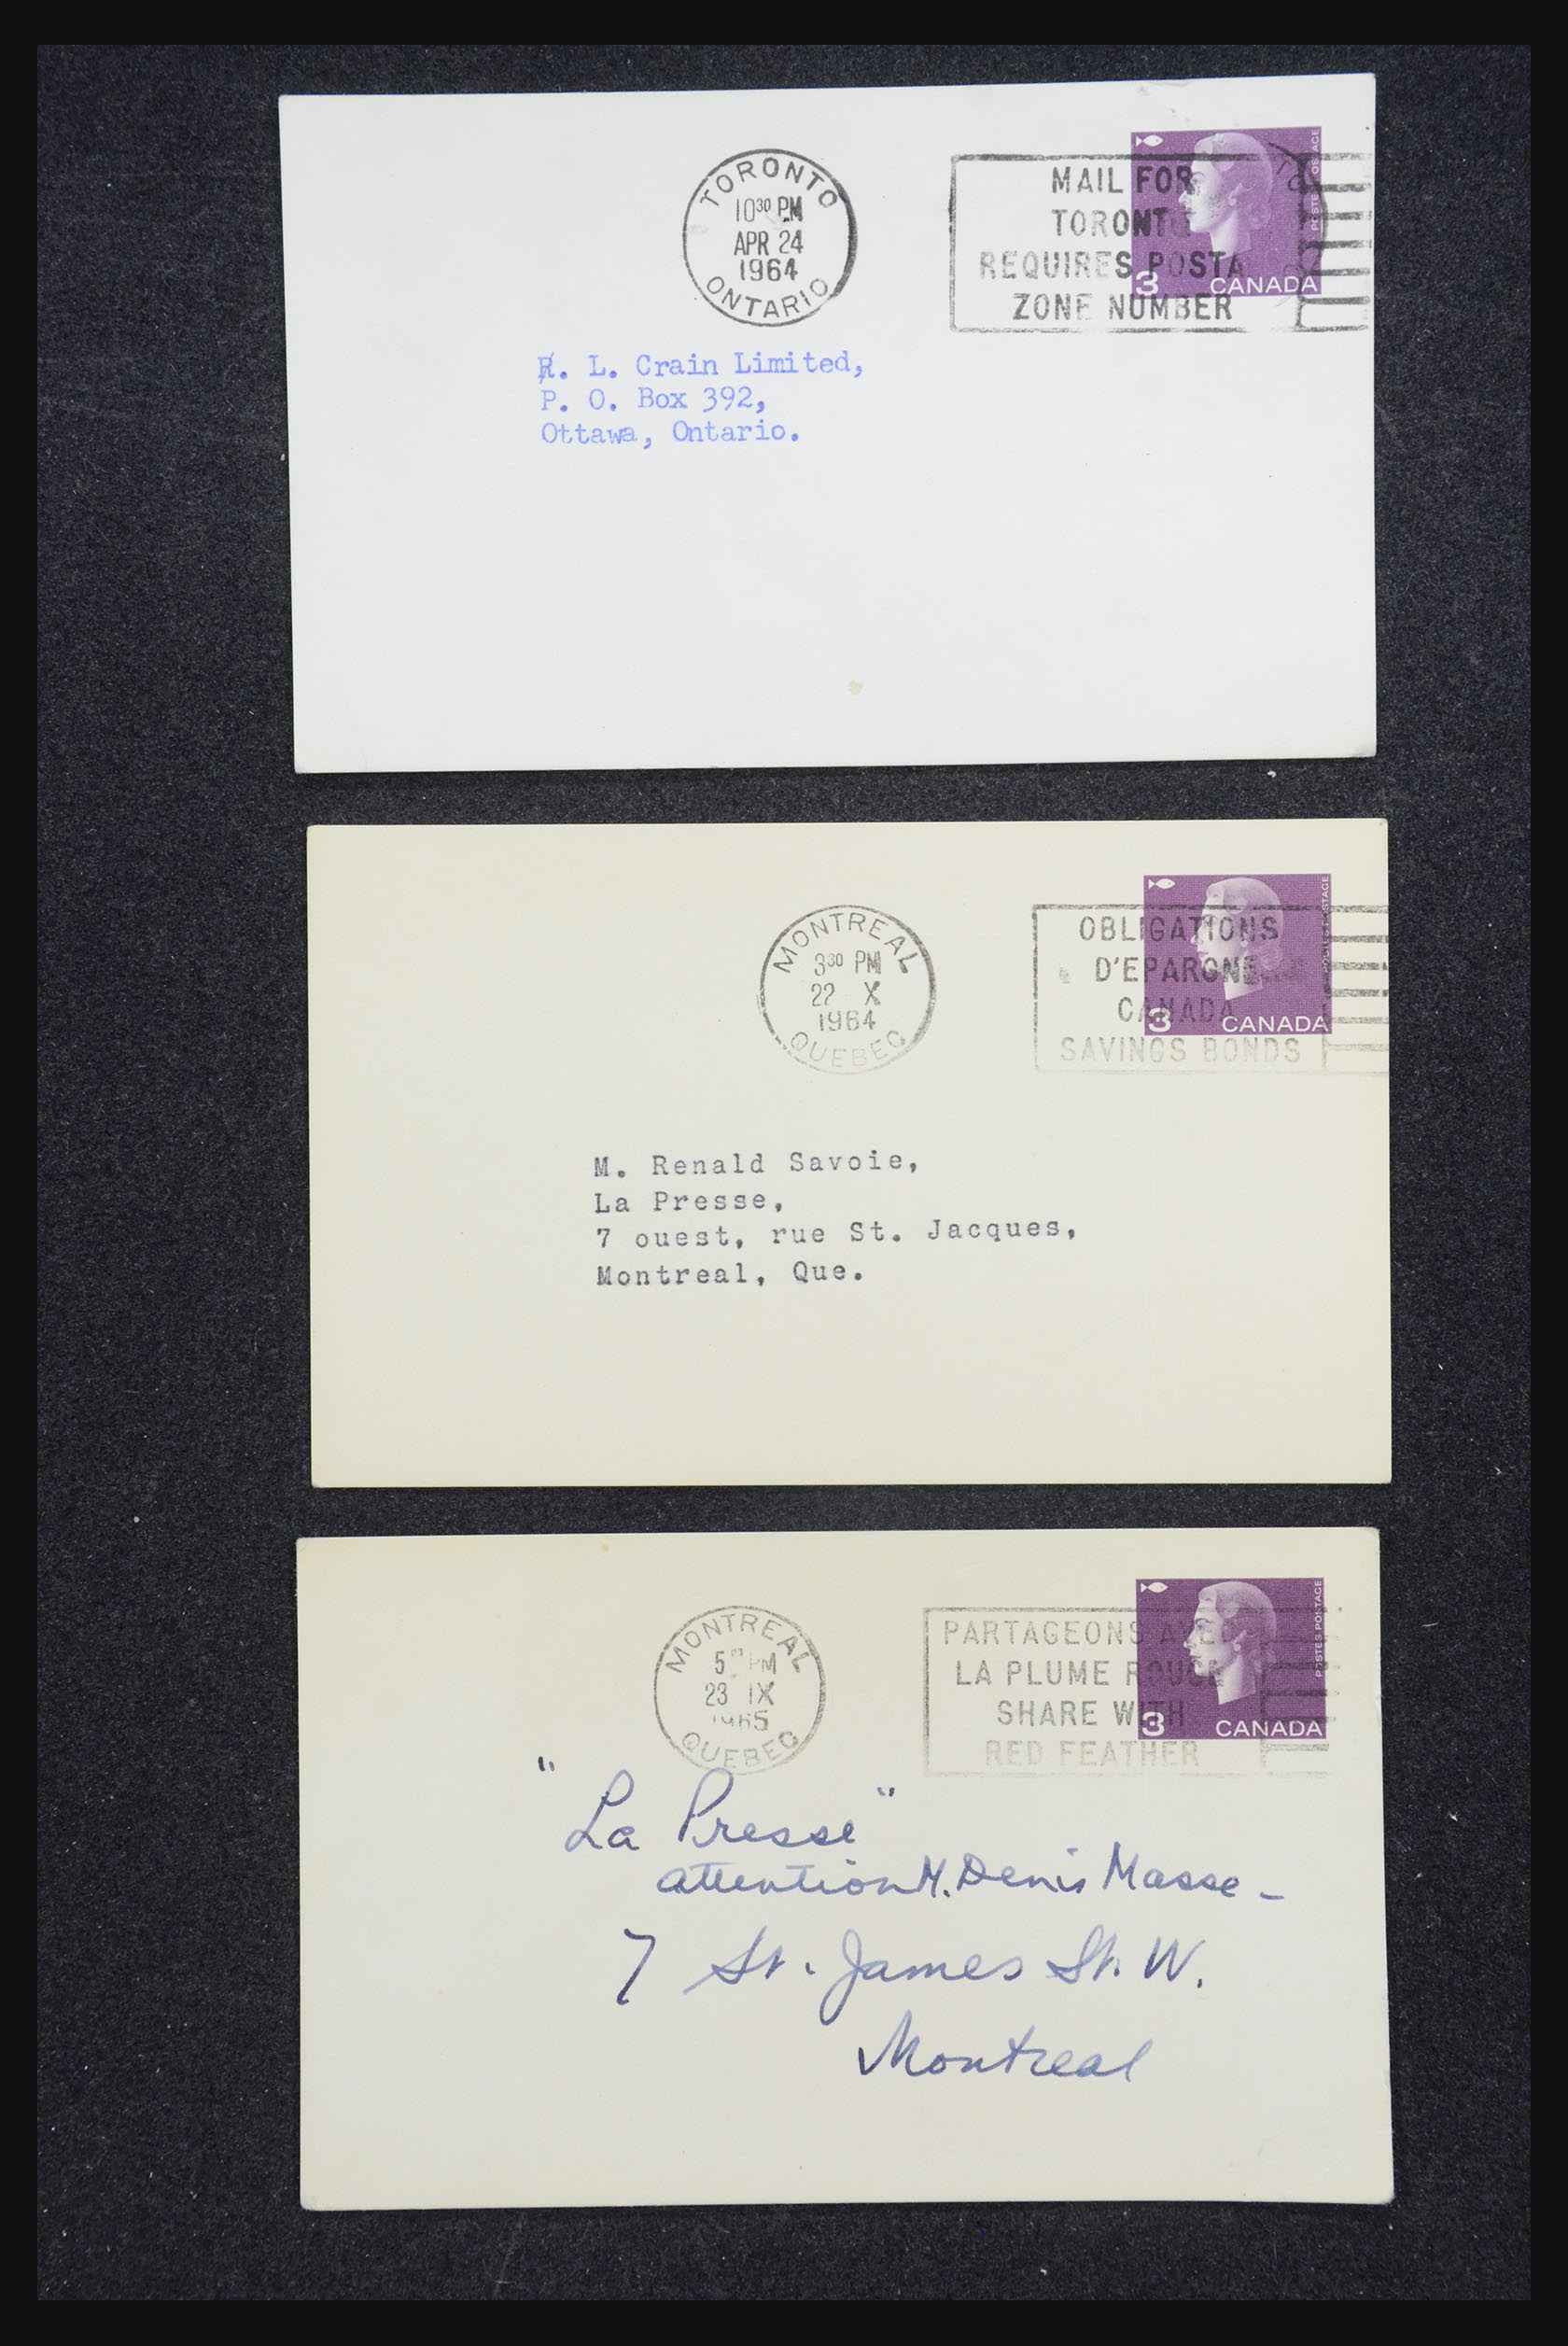 TORONTO
10³⁰ PM
APR 24
1964
ONTARIO
MAIL FOR
TORONT
REQUIRES POSTA
ZONE NUMBER
POSTES POSTAGE
3 CANADA
R. L. Crain Limited,
P. O. Box 392,
Ottawa, Ontario.
MONTREAL
3³⁰ PM
22 X
1964
QUEBEC
OBLIGATIONS
D'EPARGNE
CANADA
SAVINGS BONDS
POSTES POSTAGE
3 CANADA
M. Renald Savoie,
La Presse,
7 ouest, rue St. Jacques,
Montreal, Que.
MONTREAL
5 PM
23 IX
1965
QUEBEC
PARTAGEONS AVEC
LA PLUME ROUGE
SHARE WITH
RED FEATHER
POSTES POSTAGE
3 CANADA
"La Presse"
attention M. Denis Masse -
7 St. James St. W.
Montreal